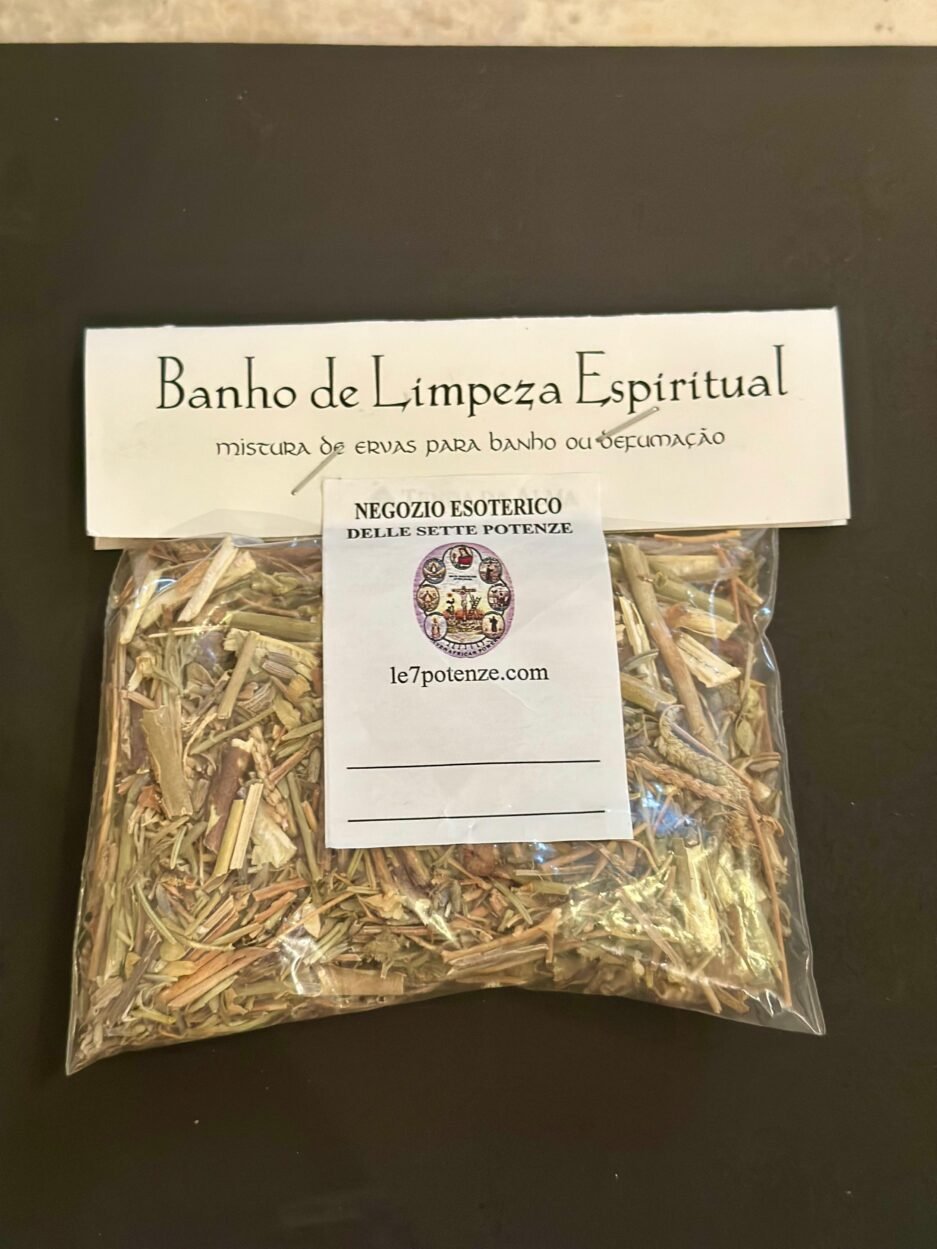 Banho de Limpeza Espiritual
mistura de ervas para banho ou defumação
NEGOZIO ESOTERICO
DELLE SETTE POTENZE
le7potenze.com